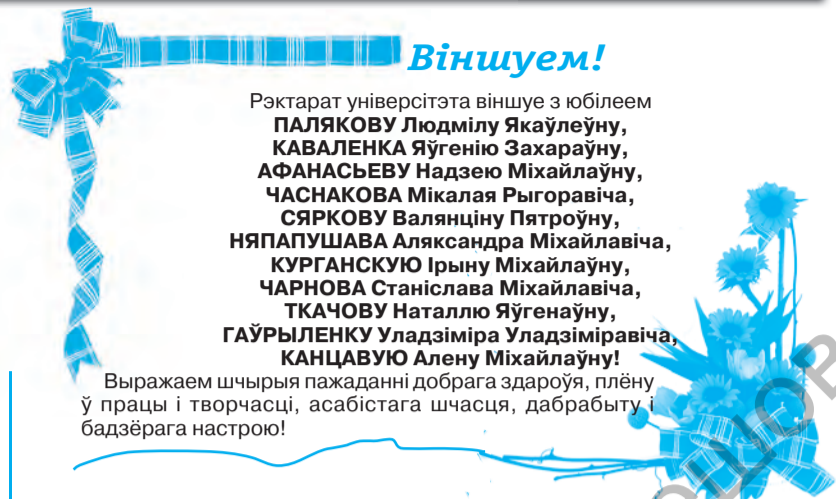 Віншуем!
Рэктарат універсітэта віншуе з юбілеем
ПАЛЯКОВУ Людмілу Якаўлеўну,
КАВАЛЕНКА Яўгенію Захараўну,
АФАНАСЬЕВУ Надзею Міхайлаўну,
ЧАСНАКОВА Мікалая Рыгоравіча,
СЯРКОВУ Валянціну Пятроўну,
НЯПАПУШАВА Аляксандра Міхайлавіча,
КУРГАНСКУЮ Ірыну Міхайлаўну,
ЧАРНОВА Станіслава Міхайлавіча,
ТКАЧОВУ Наталлю Яўгенаўну,
ГАЎРЫЛЕНКУ Уладзіміра Уладзіміравіча,
КАНЦАВУЮ Алену Міхайлаўну!
Выражаем шчырыя пажаданні добрага здароўя, плёну
ў працы і творчасці, асабістага шчасця, дабрабыту і
бадзёрага настрою!